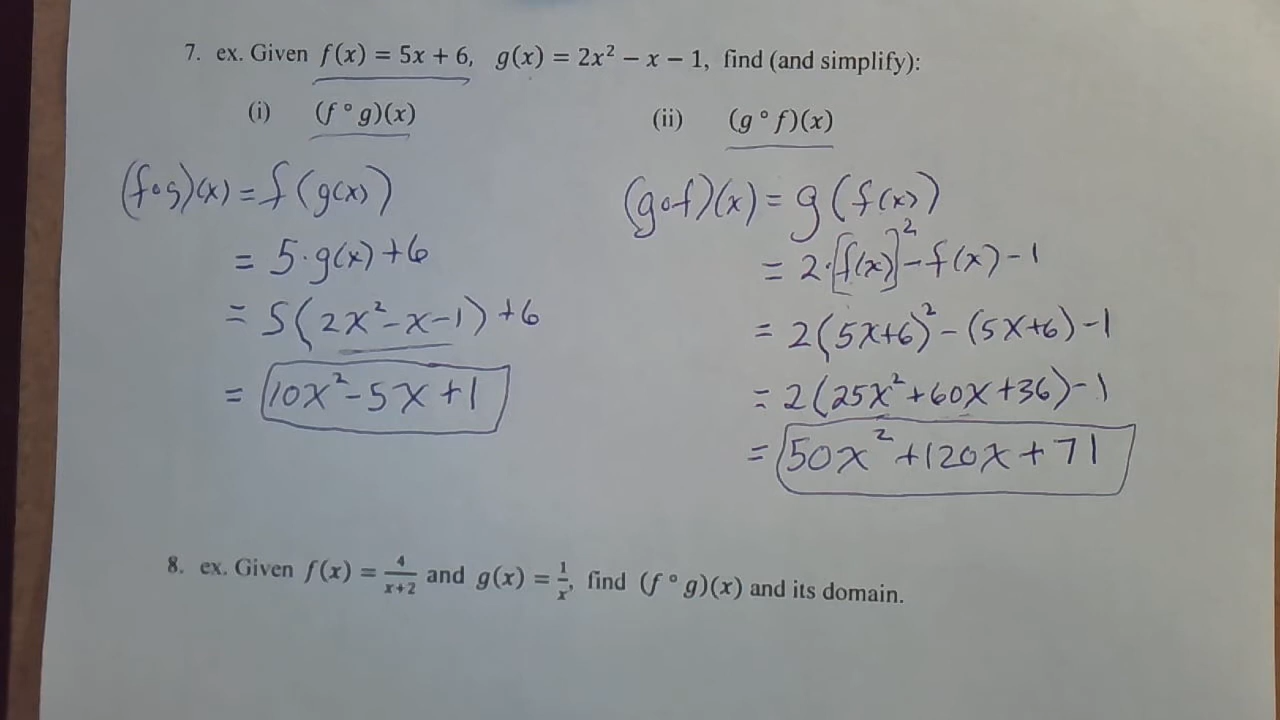 7. ex. Given f(x) = 5x + 6, g(x) = 2x² − x − 1, find (and simplify):
(i) (f ∘ g)(x)
(ii) (g ∘ f)(x)
(f∘g)(x) = f(g(x))
= 5·g(x)+6
= 5(2x²−x−1)+6
= 10x²−5x+1
(g∘f)(x) = g(f(x))
= 2·[f(x)]²−f(x)−1
= 2(5x+6)²−(5x+6)−1
= 2(25x²+60x+36)−1
= 50x²+120x+71
8. ex. Given f(x) = 4/(x+2) and g(x) = 1/x, find (f ∘ g)(x) and its domain.